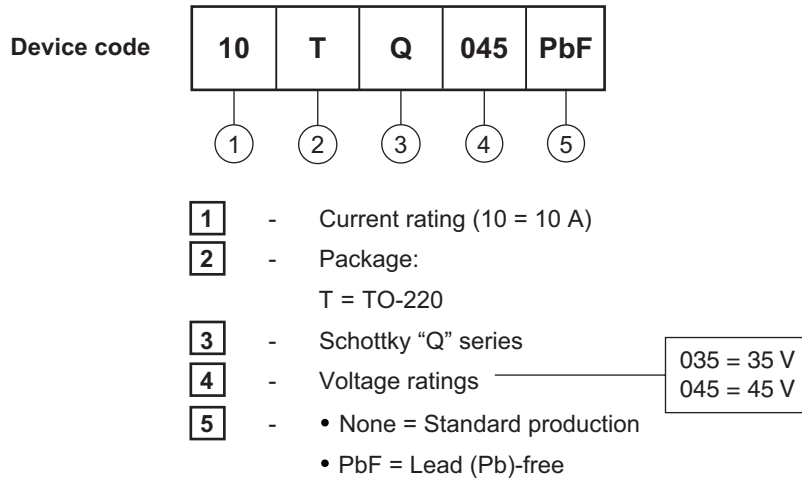 Device code 10 T Q 045 PbF
1 2 3 4 5
1 - Current rating (10 = 10 A)
2 - Package:
T = TO-220
3 - Schottky “Q” series
4 - Voltage ratings
035 = 35 V
045 = 45 V
5 - • None = Standard production
• PbF = Lead (Pb)-free